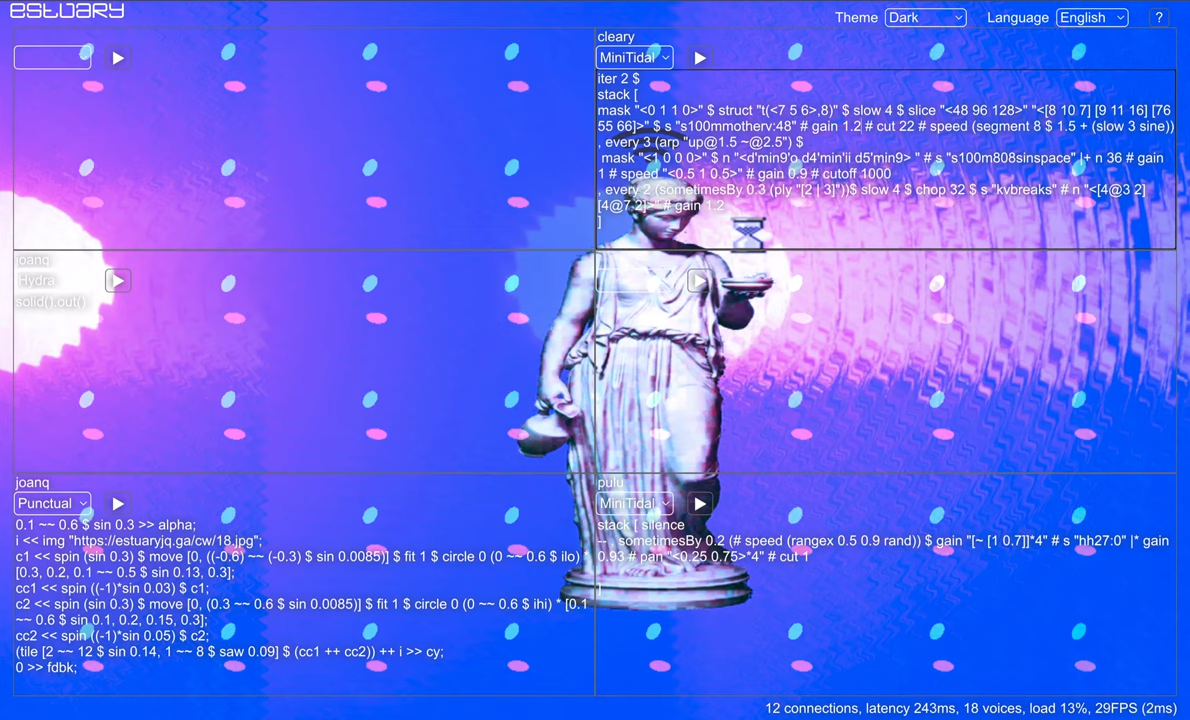 estuary
Theme Dark Language English ?
cleary
MiniTidal
iter 2 $
stack [
mask "<0 1 1 0>" $ struct "t(<7 5 6>,8)" $ slow 4 $ slice "<48 96 128>" "<[8 10 7] [9 11 16] [76
55 66]>" $ s "s100mmotherv:48" # gain 1.2 # cut 22 # speed (segment 8 $ 1.5 + (slow 3 sine))
, every 3 (arp "up@1.5 ~@2.5") $
mask "<1 0 0 0>" $ n "<d'min9'o d4'min'ii d5'min9> " # s "s100m808sinspace" |+ n 36 # gain
1 # speed "<0.5 1 0.5>" # gain 0.9 # cutoff 1000
, every 2 (sometimesBy 0.3 (ply "[2 | 3]"))$ slow 4 $ chop 32 $ s "kvbreaks" # n "<[4@3 2]
[4@7 2]>" # gain 1.2
]
joanq
Hydra
solid().out()
joanq
Punctual
0.1 ~~ 0.6 $ sin 0.3 >> alpha;
i << img "https://estuaryjq.ga/cw/18.jpg";
c1 << spin (sin 0.3) $ move [0, ((-0.6) ~~ (-0.3) $ sin 0.0085)] $ fit 1 $ circle 0 (0 ~~ 0.6 $ ilo) *
[0.3, 0.2, 0.1 ~~ 0.5 $ sin 0.13, 0.3];
cc1 << spin ((-1)*sin 0.03) $ c1;
c2 << spin (sin 0.3) $ move [0, (0.3 ~~ 0.6 $ sin 0.0085)] $ fit 1 $ circle 0 (0 ~~ 0.6 $ ihi) * [0.1
~~ 0.6 $ sin 0.1, 0.2, 0.15, 0.3];
cc2 << spin ((-1)*sin 0.05) $ c2;
(tile [2 ~~ 12 $ sin 0.14, 1 ~~ 8 $ saw 0.09] $ (cc1 ++ cc2)) ++ i >> cy;
0 >> fdbk;
pulu
MiniTidal
stack [ silence
-- , sometimesBy 0.2 (# speed (rangex 0.5 0.9 rand)) $ gain "[~ [1 0.7]]*4" # s "hh27:0" |* gain
0.93 # pan "<0.25 0.75>*4" # cut 1
]
12 connections, latency 243ms, 18 voices, load 13%, 29FPS (2ms)